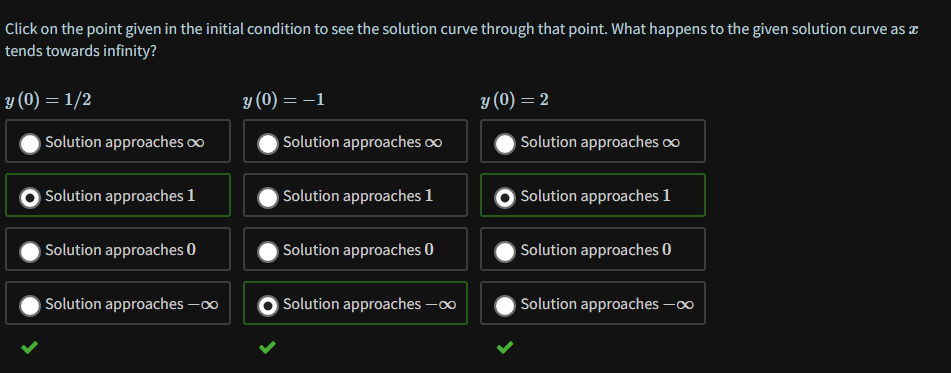 Click on the point given in the initial condition to see the solution curve through that point. What happens to the given solution curve as x
tends towards infinity?
y (0) = 1/2
y (0) = −1
y (0) = 2
Solution approaches ∞
Solution approaches ∞
Solution approaches ∞
Solution approaches 1
Solution approaches 1
Solution approaches 1
Solution approaches 0
Solution approaches 0
Solution approaches 0
Solution approaches −∞
Solution approaches −∞
Solution approaches −∞